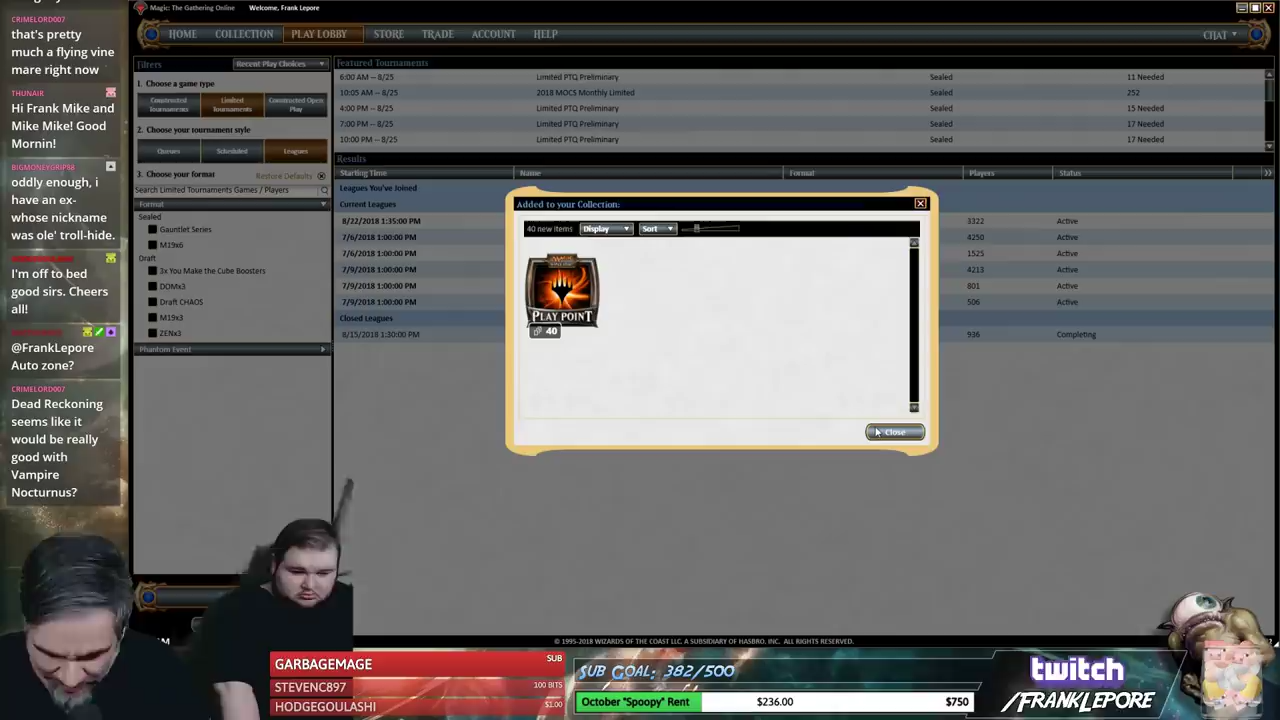 CRIMELORD007
that's pretty
much a flying vine
mare right now
THUNAIR
Hi Frank Mike and
Mike Mike! Good
Mornin!
BIGMONEYGRIP88
oddly enough, i
have an ex-
whose nickname
was ole' troll-hide.
I'm off to bed
good sirs. Cheers
all!
@FrankLepore
Auto zone?
CRIMELORD007
Dead Reckoning
seems like it
would be really
good with
Vampire
Nocturnus?
Magic: The Gathering Online Welcome, Frank Lepore
HOME COLLECTION PLAY LOBBY STORE TRADE ACCOUNT HELP CHAT
Filters Recent Play Choices
1. Choose a game type
Constructed Tournaments Limited Tournaments Constructed Open Play
2. Choose your tournament style
Queues Scheduled Leagues
3. Choose your format Restore Defaults
Search Limited Tournaments Games / Players
Format
Sealed
Gauntlet Series
M19x6
Draft
3x You Make the Cube Boosters
DOMx3
Draft CHAOS
M19x3
ZENx3
Phantom Event
Featured Tournaments
6:00 AM -- 8/25 Limited PTQ Preliminary Sealed 11 Needed
10:05 AM -- 8/25 2018 MOCS Monthly Limited Sealed 252
4:00 PM -- 8/25 Limited PTQ Preliminary Sealed 15 Needed
7:00 PM -- 8/25 Limited PTQ Preliminary Sealed 17 Needed
10:00 PM -- 8/25 Limited PTQ Preliminary Sealed 17 Needed
Results
Starting Time Name Format Players Status
Leagues You've Joined
Current Leagues
8/22/2018 1:35:00 PM 3322 Active
7/6/2018 1:00:00 PM 4250 Active
7/6/2018 1:00:00 PM 1525 Active
7/9/2018 1:00:00 PM 4213 Active
7/9/2018 1:00:00 PM 801 Active
7/9/2018 1:00:00 PM 506 Active
Closed Leagues
8/15/2018 1:30:00 PM 936 Completing
Added to your Collection:
40 new items Display Sort
PLAY POINT
40
Close
© 1995-2018 WIZARDS OF THE COAST LLC. A SUBSIDIARY OF HASBRO, INC. ALL RIGHTS RESERVED.
GARBAGEMAGE SUB
STEVENC897 100 BITS
HODGEGOULASHI $1.00
SUB GOAL: 382/500
October "Spoopy" Rent $236.00 $750
twitch
/FRANKLEPORE